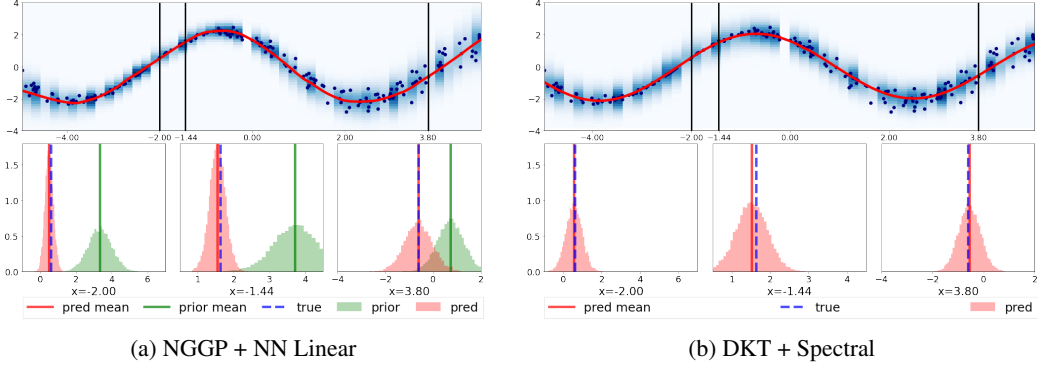 4
2
0
−2
−4
−4.00 −2.00 −1.44 0.00 2.00 3.80
1.5
1.0
0.5
0.0
0 2 4 6 1 2 3 4 −4 −2 0 2
x=-2.00 x=-1.44 x=3.80
pred mean prior mean true prior pred
(a) NGGP + NN Linear
4
2
0
−2
−4
−4.00 −2.00 −1.44 0.00 2.00 3.80
1.5
1.0
0.5
0.0
0 2 4 6 1 2 3 4 −4 −2 0 2
x=-2.00 x=-1.44 x=3.80
pred mean true pred
(b) DKT + Spectral